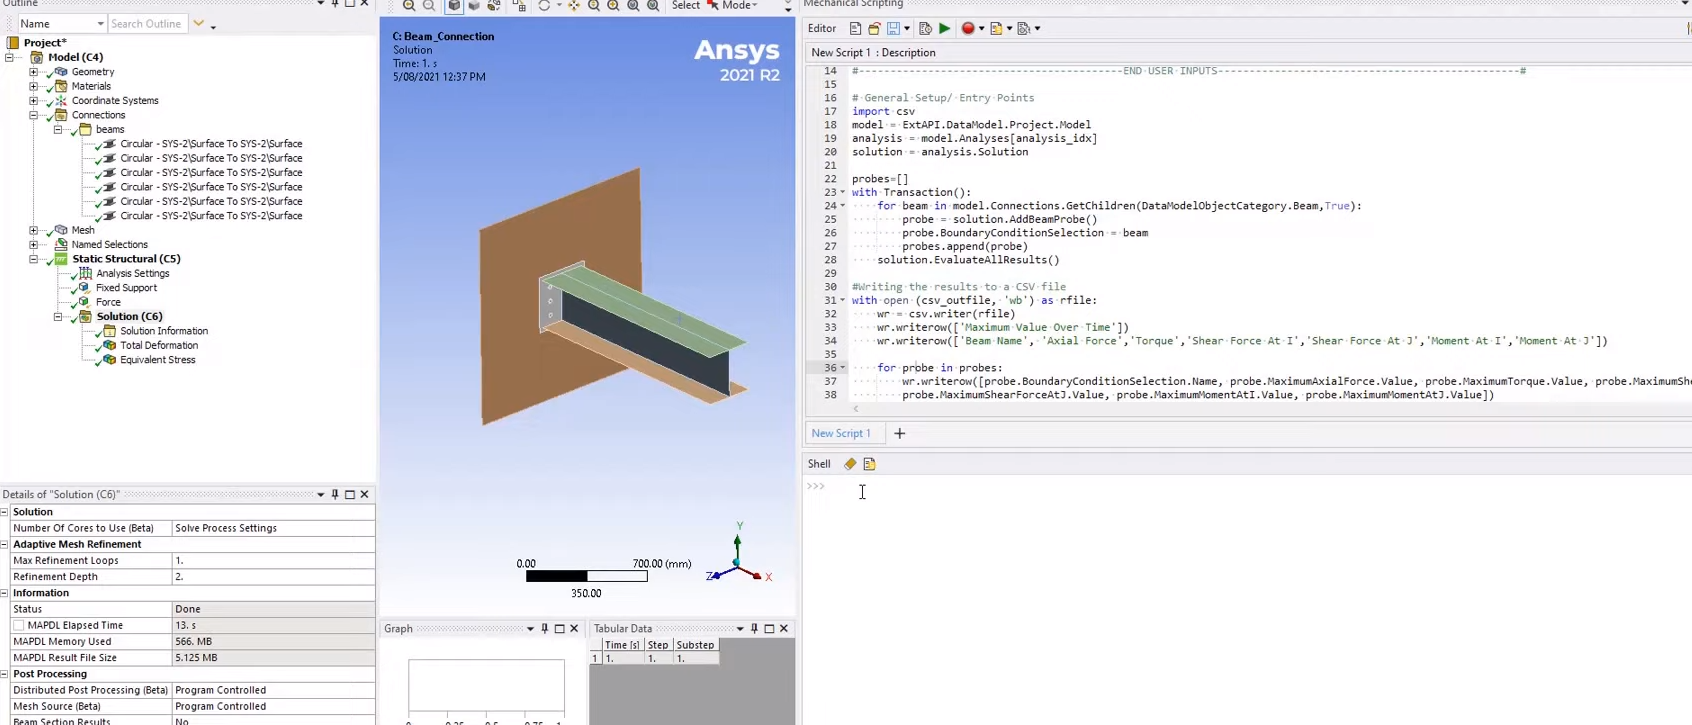 Outline
Name
Search Outline
Project*
Model (C4)
Geometry
Materials
Coordinate Systems
Connections
beams
Circular - SYS-2\Surface To SYS-2\Surface
Circular - SYS-2\Surface To SYS-2\Surface
Circular - SYS-2\Surface To SYS-2\Surface
Circular - SYS-2\Surface To SYS-2\Surface
Circular - SYS-2\Surface To SYS-2\Surface
Circular - SYS-2\Surface To SYS-2\Surface
Mesh
Named Selections
Static Structural (C5)
Analysis Settings
Fixed Support
Force
Solution (C6)
Solution Information
Total Deformation
Equivalent Stress
Details of "Solution (C6)"
Solution
Number Of Cores to Use (Beta) Solve Process Settings
Adaptive Mesh Refinement
Max Refinement Loops 1.
Refinement Depth 2.
Information
Status Done
MAPDL Elapsed Time 13. s
MAPDL Memory Used 566. MB
MAPDL Result File Size 5.125 MB
Post Processing
Distributed Post Processing (Beta) Program Controlled
Mesh Source (Beta) Program Controlled
Beam Section Results No
Select Mode
C: Beam_Connection
Solution
Time: 1. s
5/08/2021 12:37 PM
Ansys
2021 R2
Y
Z
X
0.00 700.00 (mm)
350.00
Graph
0 0.25 0.5 0.75 1.
Tabular Data
Time [s] Step Substep
1 1. 1. 1.
Mechanical Scripting
Editor
New Script 1 : Description
14 #-----------------------------------------END USER INPUTS-----------------------------------------------#
15
16 # General Setup/ Entry Points
17 import csv
18 model = ExtAPI.DataModel.Project.Model
19 analysis = model.Analyses[analysis_idx]
20 solution = analysis.Solution
21
22 probes=[]
23 with Transaction():
24 for beam in model.Connections.GetChildren(DataModelObjectCategory.Beam,True):
25 probe = solution.AddBeamProbe()
26 probe.BoundaryConditionSelection = beam
27 probes.append(probe)
28 solution.EvaluateAllResults()
29
30 #Writing the results to a CSV file
31 with open (csv_outfile, 'wb') as rfile:
32 wr = csv.writer(rfile)
33 wr.writerow(['Maximum Value Over Time'])
34 wr.writerow(['Beam Name', 'Axial Force','Torque','Shear Force At I','Shear Force At J','Moment At I','Moment At J'])
35
36 for probe in probes:
37 wr.writerow([probe.BoundaryConditionSelection.Name, probe.MaximumAxialForce.Value, probe.MaximumTorque.Value, probe.MaximumShe
38 probe.MaximumShearForceAtJ.Value, probe.MaximumMomentAtI.Value, probe.MaximumMomentAtJ.Value])
New Script 1 +
Shell
>>>